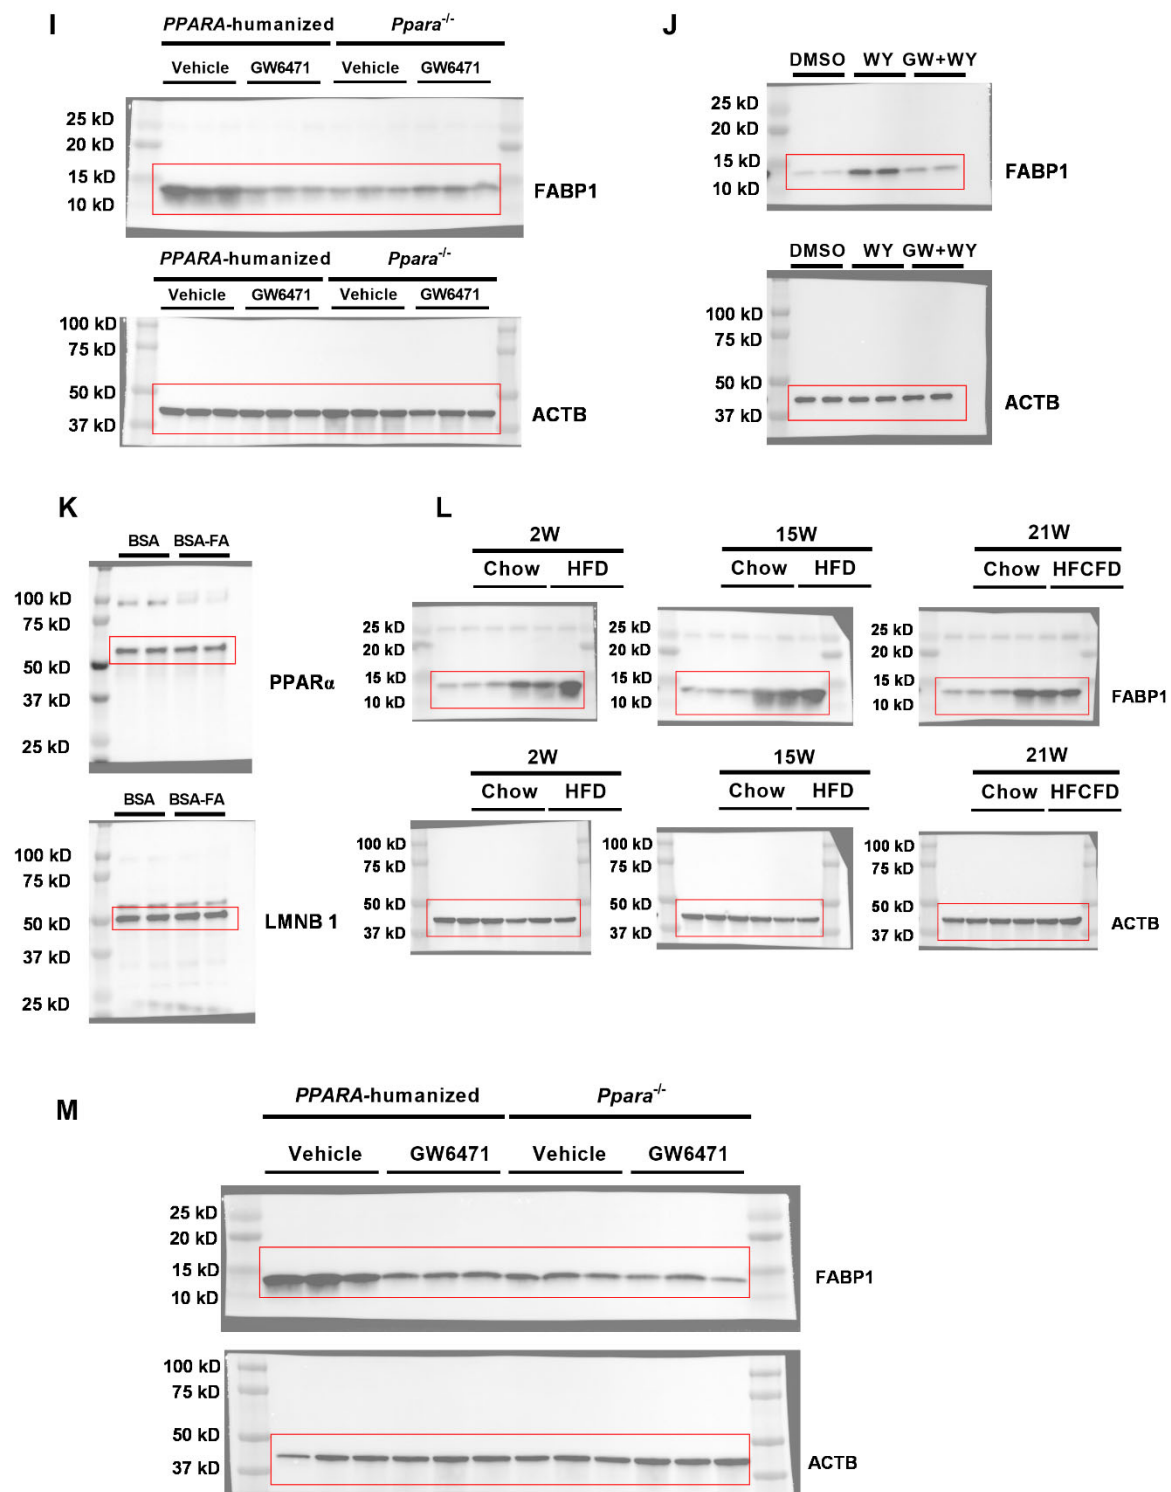 I
PPARA-humanized Ppara-/-
Vehicle GW6471 Vehicle GW6471
25 kD
20 kD
15 kD
10 kD
FABP1
PPARA-humanized Ppara-/-
Vehicle GW6471 Vehicle GW6471
100 kD
75 kD
50 kD
37 kD
ACTB
J
DMSO WY GW+WY
25 kD
20 kD
15 kD
10 kD
FABP1
DMSO WY GW+WY
100 kD
75 kD
50 kD
37 kD
ACTB
K
BSA BSA-FA
100 kD
75 kD
50 kD
37 kD
25 kD
PPARα
BSA BSA-FA
100 kD
75 kD
50 kD
37 kD
25 kD
LMNB 1
L
2W
Chow HFD
25 kD
20 kD
15 kD
10 kD
15W
Chow HFD
25 kD
20 kD
15 kD
10 kD
21W
Chow HFCFD
25 kD
20 kD
15 kD
10 kD
FABP1
2W
Chow HFD
100 kD
75 kD
50 kD
37 kD
15W
Chow HFD
100 kD
75 kD
50 kD
37 kD
21W
Chow HFCFD
100 kD
75 kD
50 kD
37 kD
ACTB
M
PPARA-humanized Ppara-/-
Vehicle GW6471 Vehicle GW6471
25 kD
20 kD
15 kD
10 kD
FABP1
100 kD
75 kD
50 kD
37 kD
ACTB